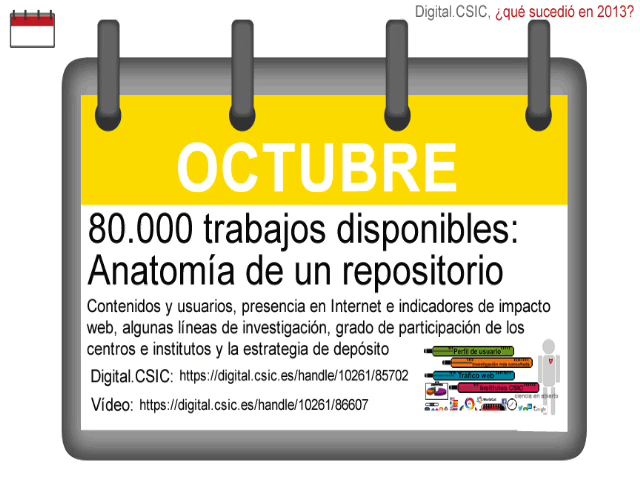 Digital.CSIC, ¿qué sucedió en 2013?
OCTUBRE
80.000 trabajos disponibles:
Anatomía de un repositorio
Contenidos y usuarios, presencia en Internet e indicadores de impacto
web, algunas líneas de investigación, grado de participación de los
centros e institutos y la estrategia de depósito
Perfil de usuario
Investigación más consultada
Digital.CSIC: https://digital.csic.es/handle/10261/85702
Tráfico web
Institutos CSIC
ciencia en abierto
Vídeo: https://digital.csic.es/handle/10261/86607